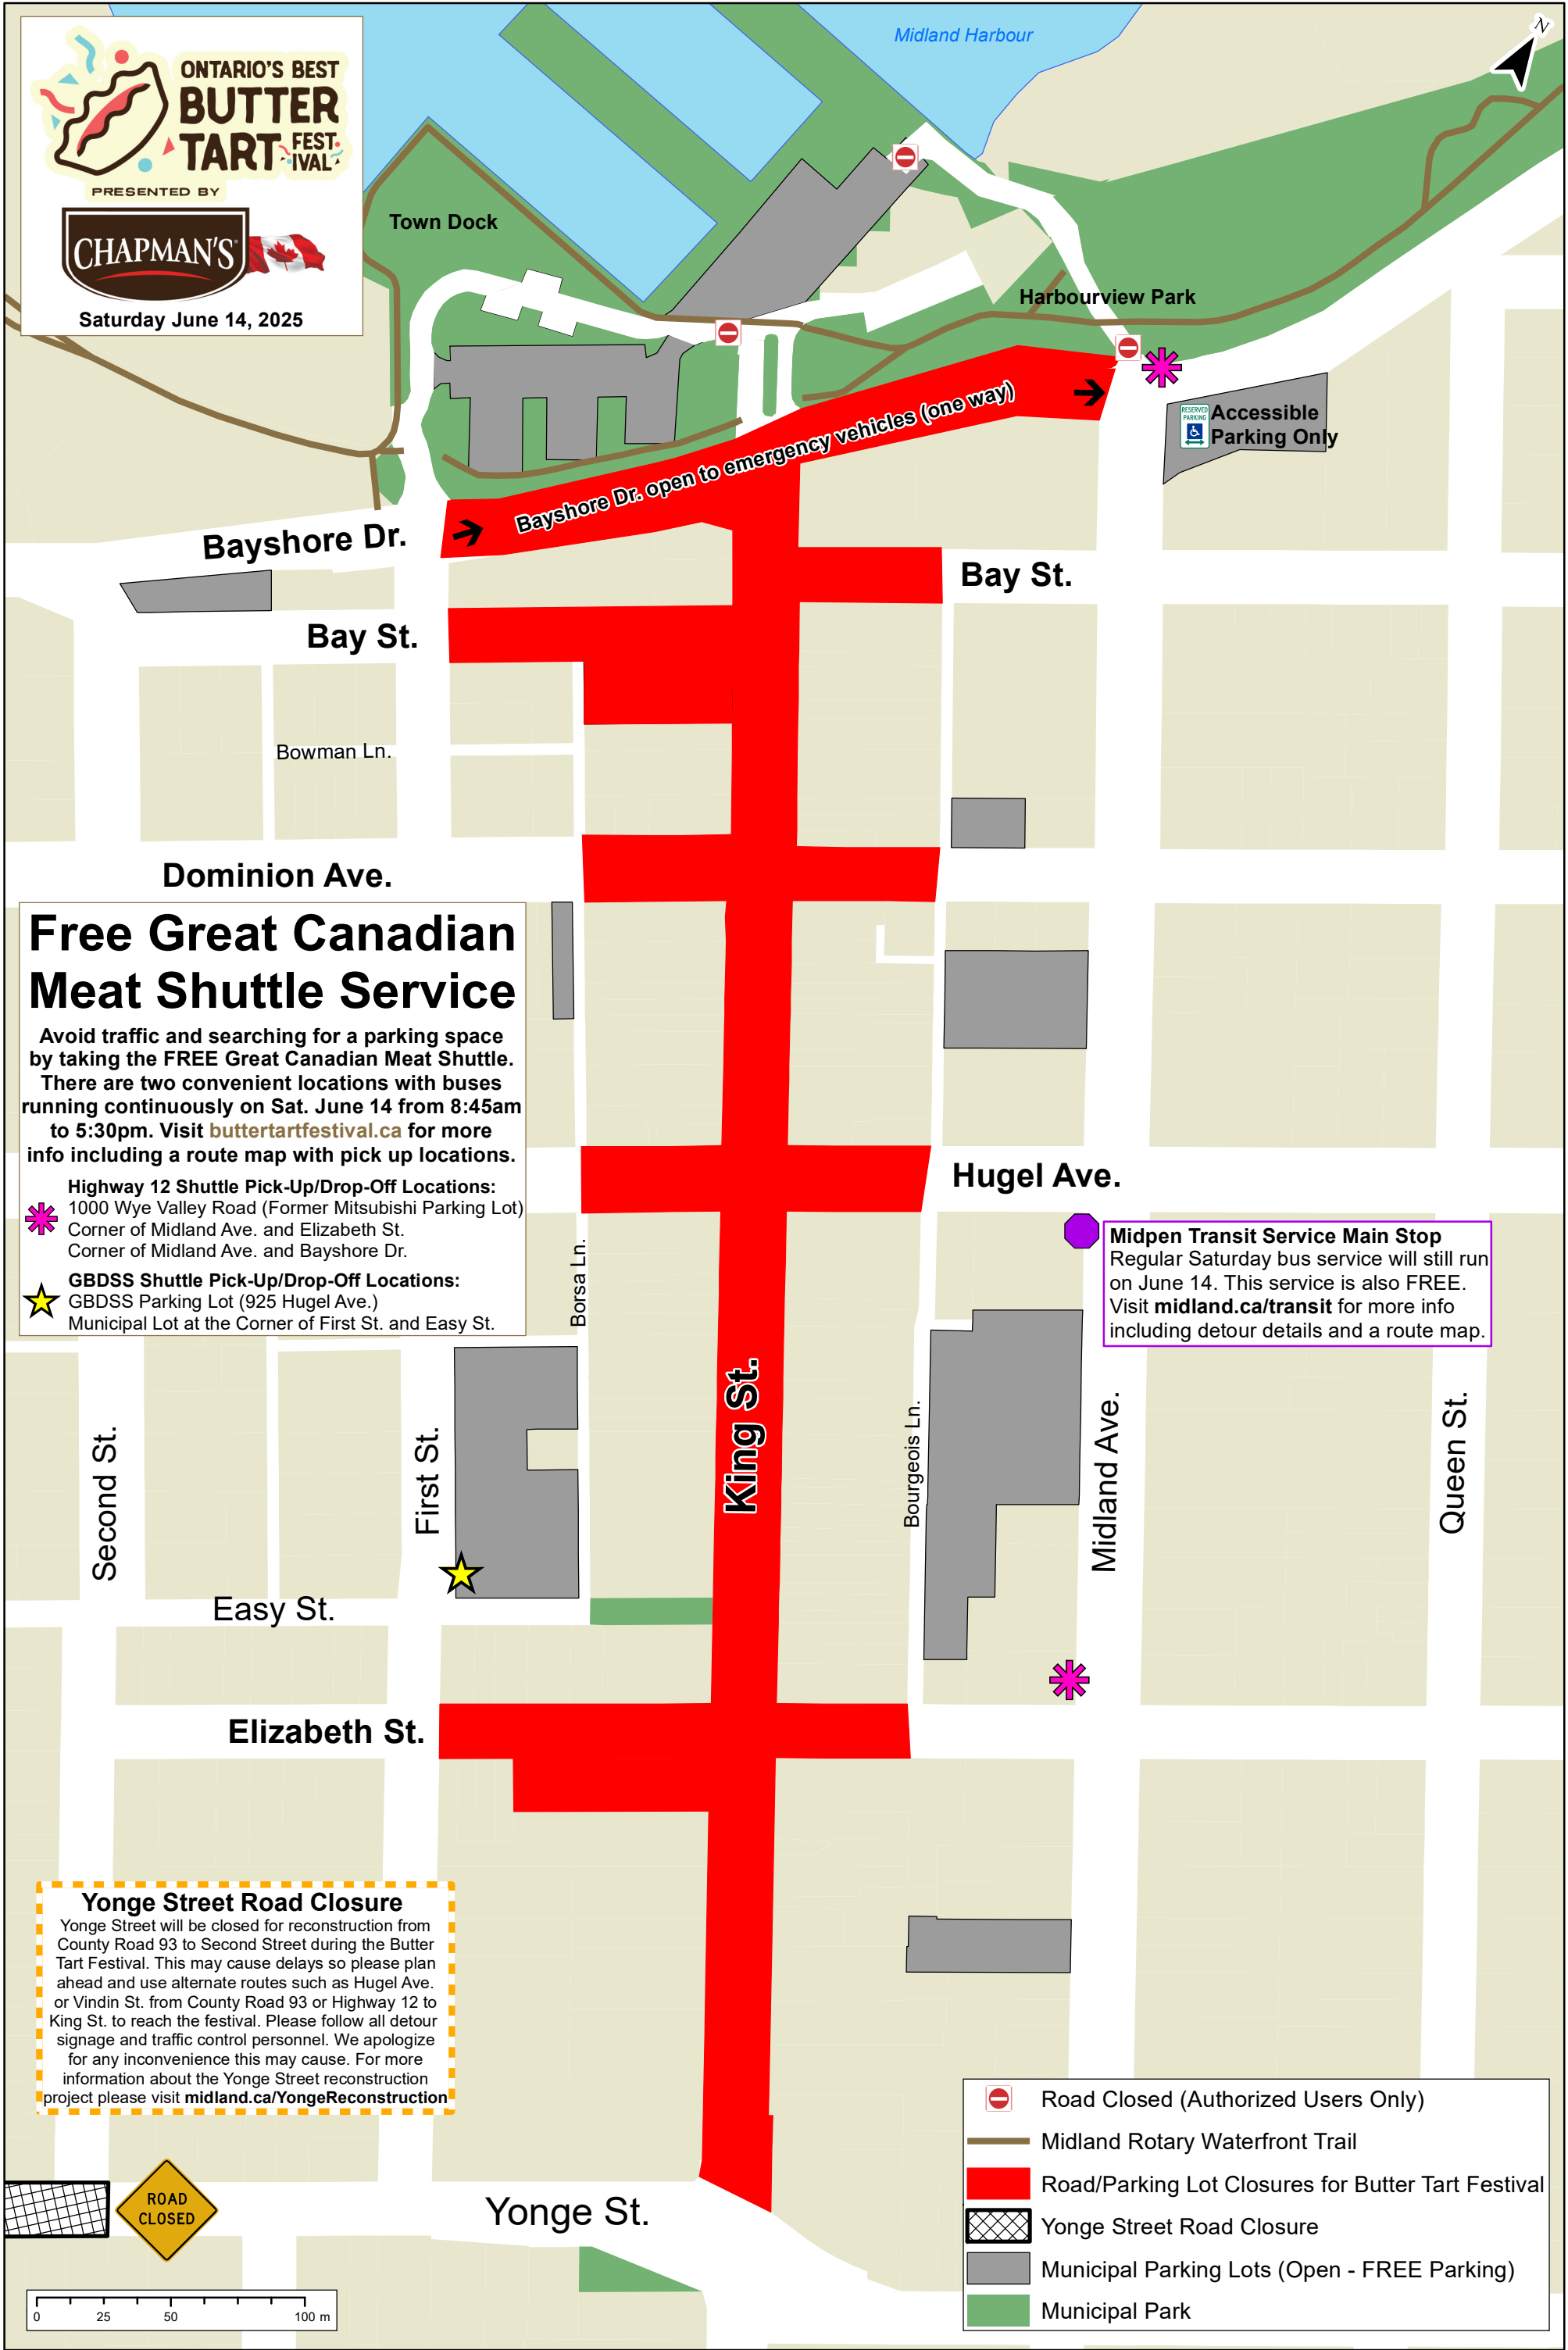 ONTARIO'S BEST
BUTTER
TART FEST
IVAL
PRESENTED BY
CHAPMAN'S
Saturday June 14, 2025
Midland Harbour
N
Town Dock
Harbourview Park
RESERVED
PARKING
Accessible
Parking Only
Bayshore Dr. open to emergency vehicles (one way)
Bayshore Dr.
Bay St.
Bay St.
Bowman Ln.
Dominion Ave.
Free Great Canadian
Meat Shuttle Service
Avoid traffic and searching for a parking space
by taking the FREE Great Canadian Meat Shuttle.
There are two convenient locations with buses
running continuously on Sat. June 14 from 8:45am
to 5:30pm. Visit buttertartfestival.ca for more
info including a route map with pick up locations.
Highway 12 Shuttle Pick-Up/Drop-Off Locations:
1000 Wye Valley Road (Former Mitsubishi Parking Lot)
Corner of Midland Ave. and Elizabeth St.
Corner of Midland Ave. and Bayshore Dr.
GBDSS Shuttle Pick-Up/Drop-Off Locations:
GBDSS Parking Lot (925 Hugel Ave.)
Municipal Lot at the Corner of First St. and Easy St.
Hugel Ave.
Midpen Transit Service Main Stop
Regular Saturday bus service will still run
on June 14. This service is also FREE.
Visit midland.ca/transit for more info
including detour details and a route map.
Borsa Ln.
King St.
Bourgeois Ln.
Midland Ave.
Queen St.
Second St.
First St.
Easy St.
Elizabeth St.
Yonge Street Road Closure
Yonge Street will be closed for reconstruction from
County Road 93 to Second Street during the Butter
Tart Festival. This may cause delays so please plan
ahead and use alternate routes such as Hugel Ave.
or Vindin St. from County Road 93 or Highway 12 to
King St. to reach the festival. Please follow all detour
signage and traffic control personnel. We apologize
for any inconvenience this may cause. For more
information about the Yonge Street reconstruction
project please visit midland.ca/YongeReconstruction
ROAD
CLOSED
Yonge St.
0 25 50 100 m
Road Closed (Authorized Users Only)
Midland Rotary Waterfront Trail
Road/Parking Lot Closures for Butter Tart Festival
Yonge Street Road Closure
Municipal Parking Lots (Open - FREE Parking)
Municipal Park